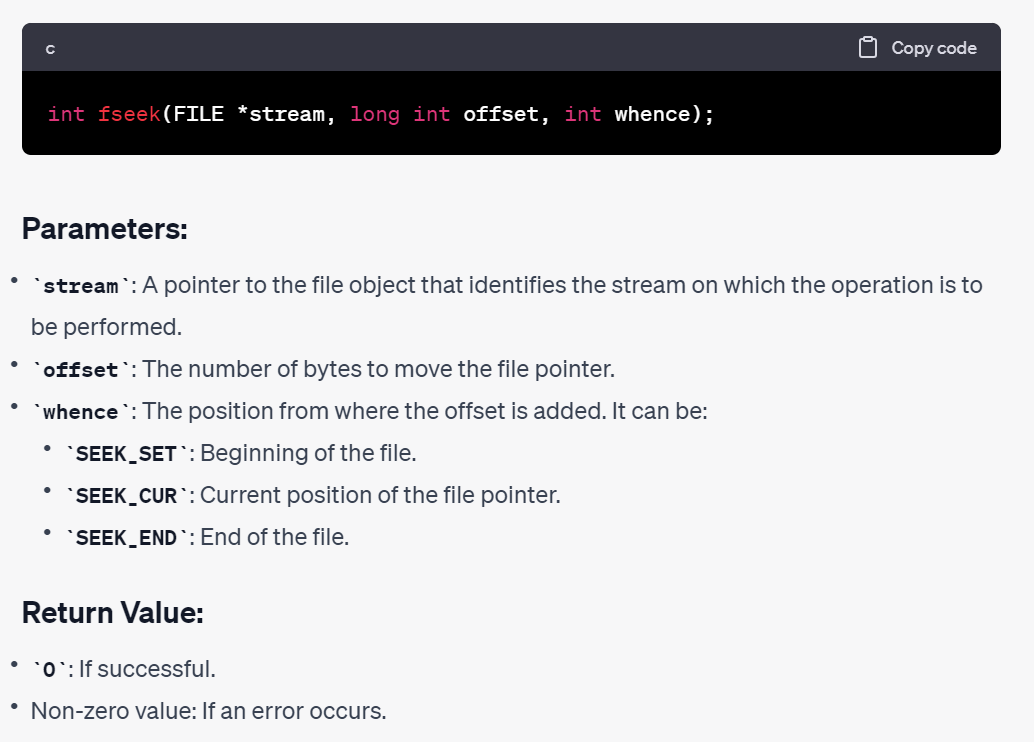 c
Copy code
int fseek(FILE *stream, long int offset, int whence);
Parameters:
• `stream`: A pointer to the file object that identifies the stream on which the operation is to
be performed.
• `offset`: The number of bytes to move the file pointer.
• `whence`: The position from where the offset is added. It can be:
• `SEEK_SET`: Beginning of the file.
• `SEEK_CUR`: Current position of the file pointer.
• `SEEK_END`: End of the file.
Return Value:
• `0`: If successful.
• Non-zero value: If an error occurs.